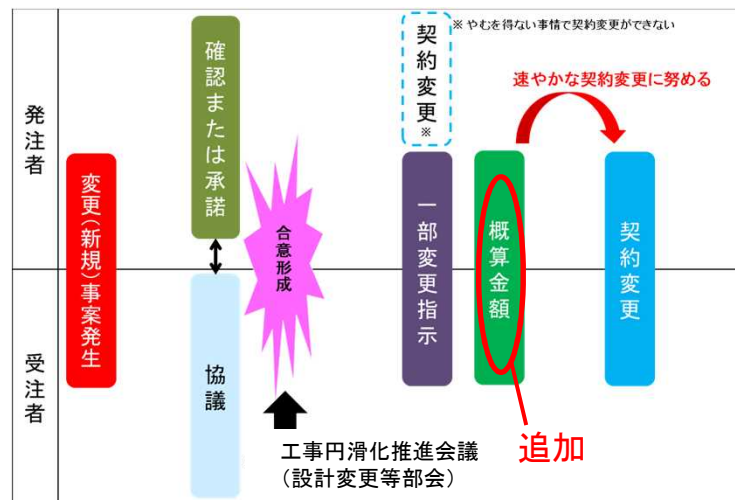 発注者
受注者
変更（新規）事案発生
確認または承諾
協議
合意形成
工事円滑化推進会議
（設計変更等部会）
契約変更
※
※ やむを得ない事情で契約変更ができない
一部変更指示
概算金額
追加
速やかな契約変更に努める
契約変更